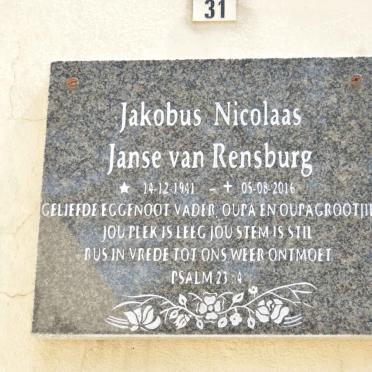 31
Jakobus Nicolaas
Janse van Rensburg
★ 14-12-1941 – ✝ 05-08-2016
GELIEFDE EGGENOOT VADER OUPA EN OUPAGROOTJIE
JOU PLEK IS LEEG JOU STEM IS STIL
RUS IN VREDE TOT ONS WEER ONTMOET
PSALM 23 :4